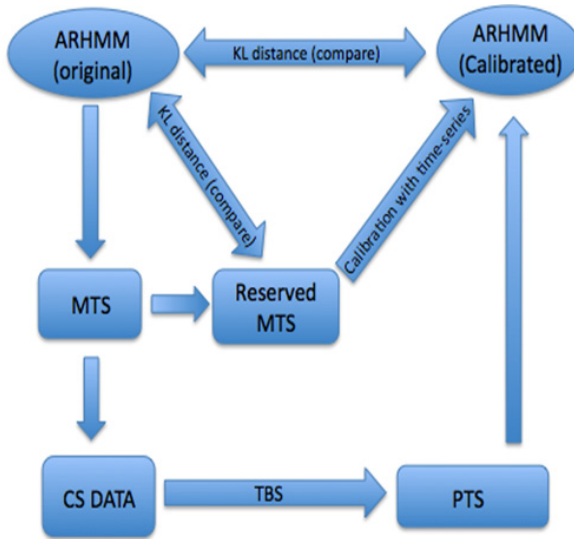 ARHMM
(original)
KL distance (compare)
ARHMM
(Calibrated)
KL distance (compare)
Calibration with time-series
MTS
Reserved
MTS
CS DATA
TBS
PTS